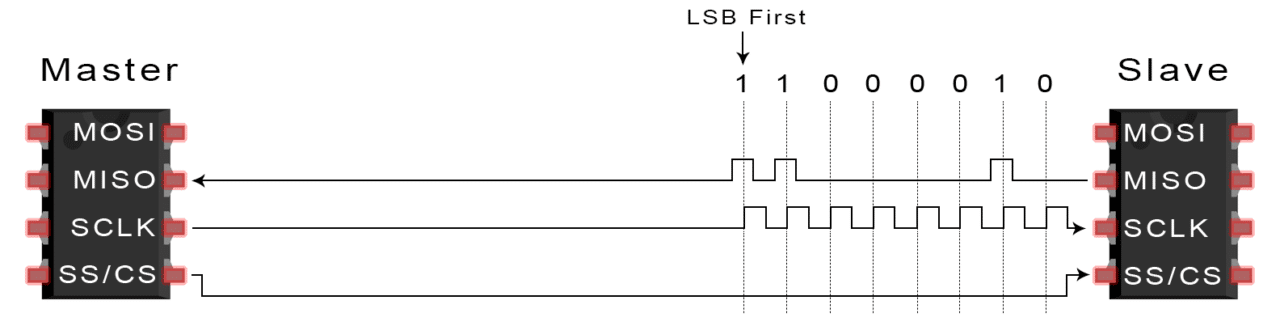 LSB First
Master
Slave
1 1 0 0 0 0 1 0
MOSI
MISO
SCLK
SS/CS
MOSI
MISO
SCLK
SS/CS